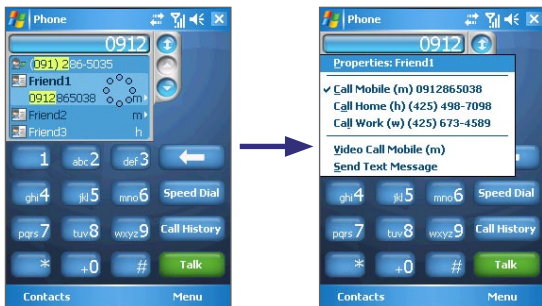 Phone
0912
(091) 286-5035
Friend1
0912865038 m
Friend2 m
Friend3 h
1 abc2 def3
ghi4 jkl5 mno6 Speed Dial
pqrs7 tuv8 wxyz9 Call History
* +0 # Talk
Contacts Menu
Phone
0912
Properties: Friend1
Call Mobile (m) 0912865038
Call Home (h) (425) 498-7098
Call Work (w) (425) 673-4589
Video Call Mobile (m)
Send Text Message
ghi4 jkl5 mno6 Speed Dial
pqrs7 tuv8 wxyz9 Call History
* +0 # Talk
Contacts Menu